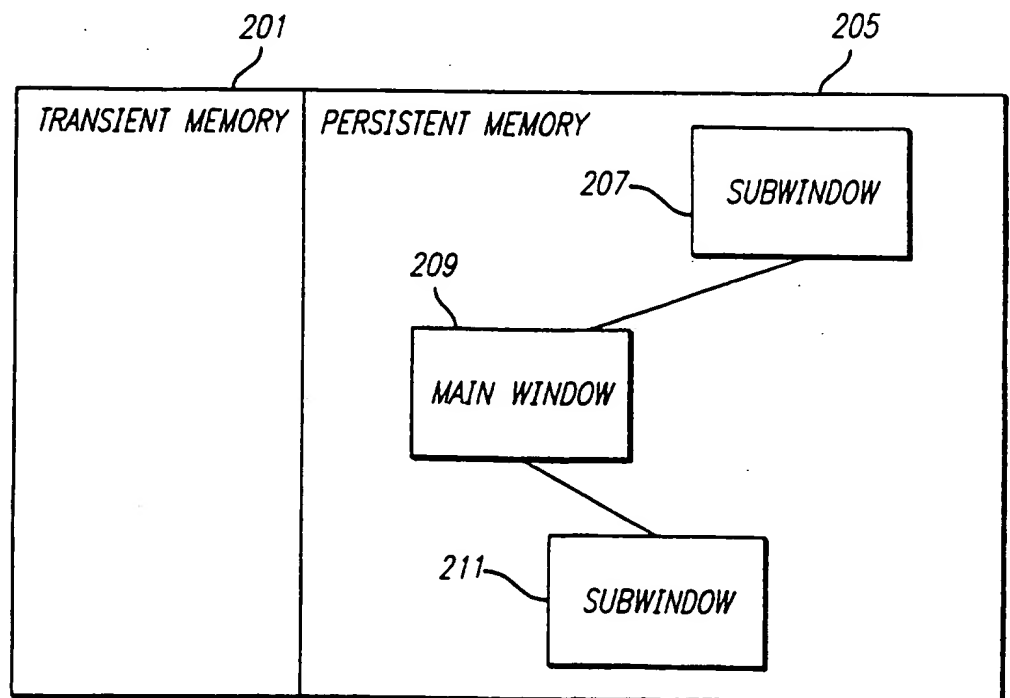 201
205
TRANSIENT MEMORY
PERSISTENT MEMORY
207
SUBWINDOW
209
MAIN WINDOW
211
SUBWINDOW